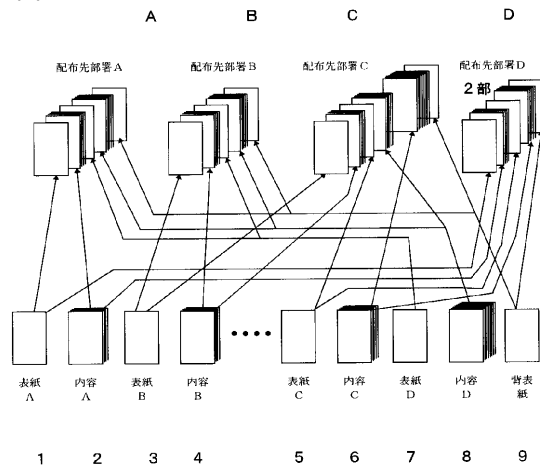 A B C D
配布先部署A 配布先部署B 配布先部署C 配布先部署D
2部
表紙 内容 表紙 内容 表紙 内容 表紙 内容 背表
A A B B C C D D 紙
1 2 3 4 5 6 7 8 9